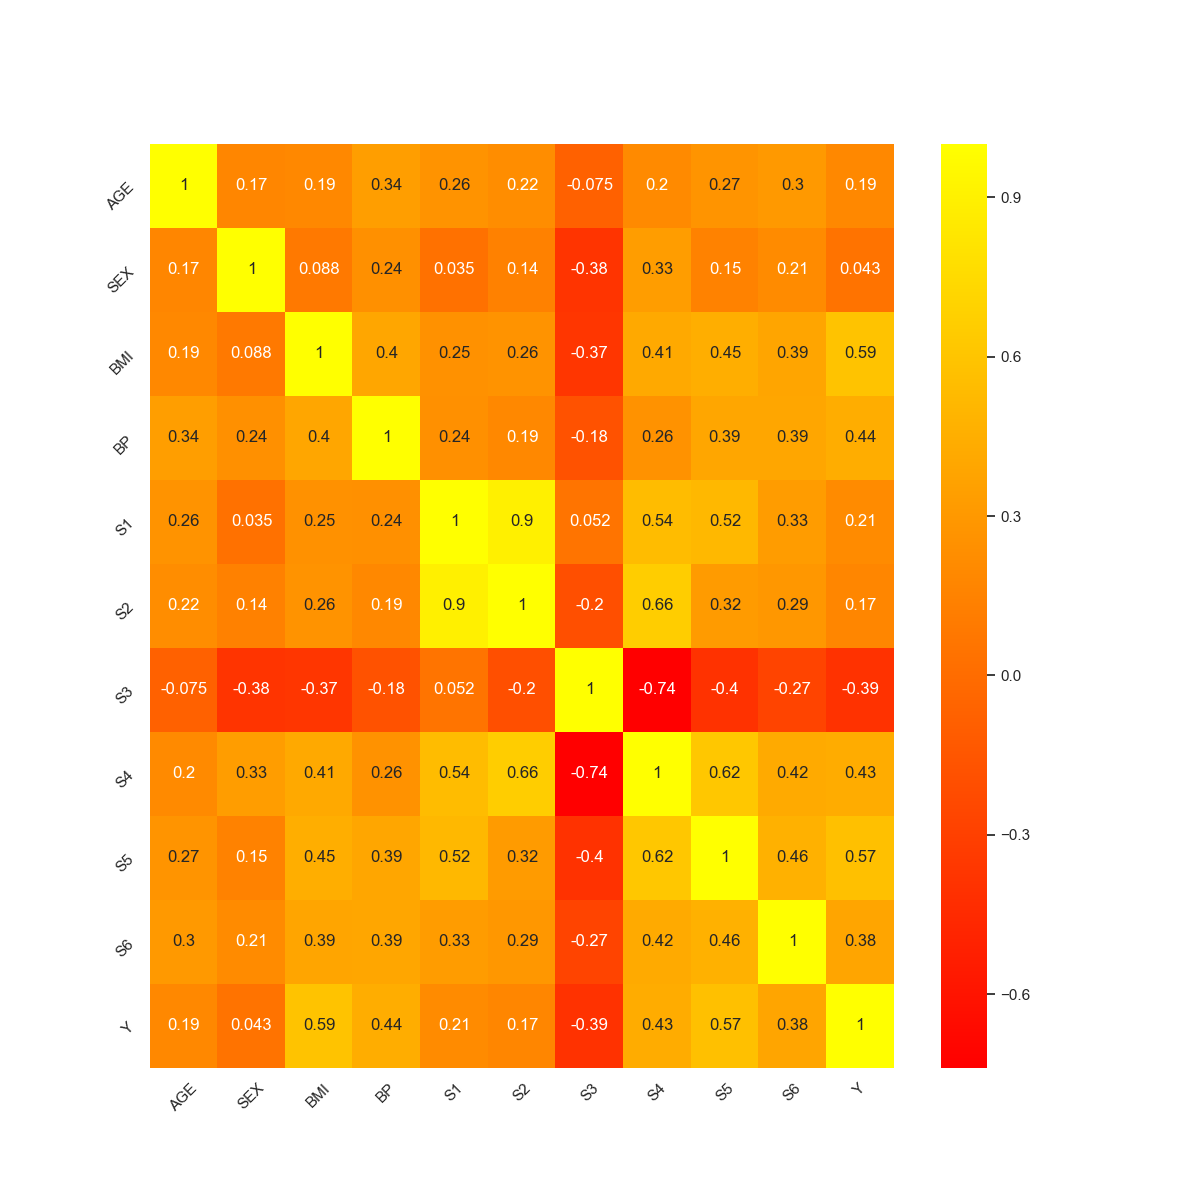 AGE 1 0.17 0.19 0.34 0.26 0.22 -0.075 0.2 0.27 0.3 0.19
SEX 0.17 1 0.088 0.24 0.035 0.14 -0.38 0.33 0.15 0.21 0.043
BMI 0.19 0.088 1 0.4 0.25 0.26 -0.37 0.41 0.45 0.39 0.59
BP 0.34 0.24 0.4 1 0.24 0.19 -0.18 0.26 0.39 0.39 0.44
S1 0.26 0.035 0.25 0.24 1 0.9 0.052 0.54 0.52 0.33 0.21
S2 0.22 0.14 0.26 0.19 0.9 1 -0.2 0.66 0.32 0.29 0.17
S3 -0.075 -0.38 -0.37 -0.18 0.052 -0.2 1 -0.74 -0.4 -0.27 -0.39
S4 0.2 0.33 0.41 0.26 0.54 0.66 -0.74 1 0.62 0.42 0.43
S5 0.27 0.15 0.45 0.39 0.52 0.32 -0.4 0.62 1 0.46 0.57
S6 0.3 0.21 0.39 0.39 0.33 0.29 -0.27 0.42 0.46 1 0.38
Y 0.19 0.043 0.59 0.44 0.21 0.17 -0.39 0.43 0.57 0.38 1
AGE SEX BMI BP S1 S2 S3 S4 S5 S6 Y
0.9
0.6
0.3
0.0
−0.3
−0.6